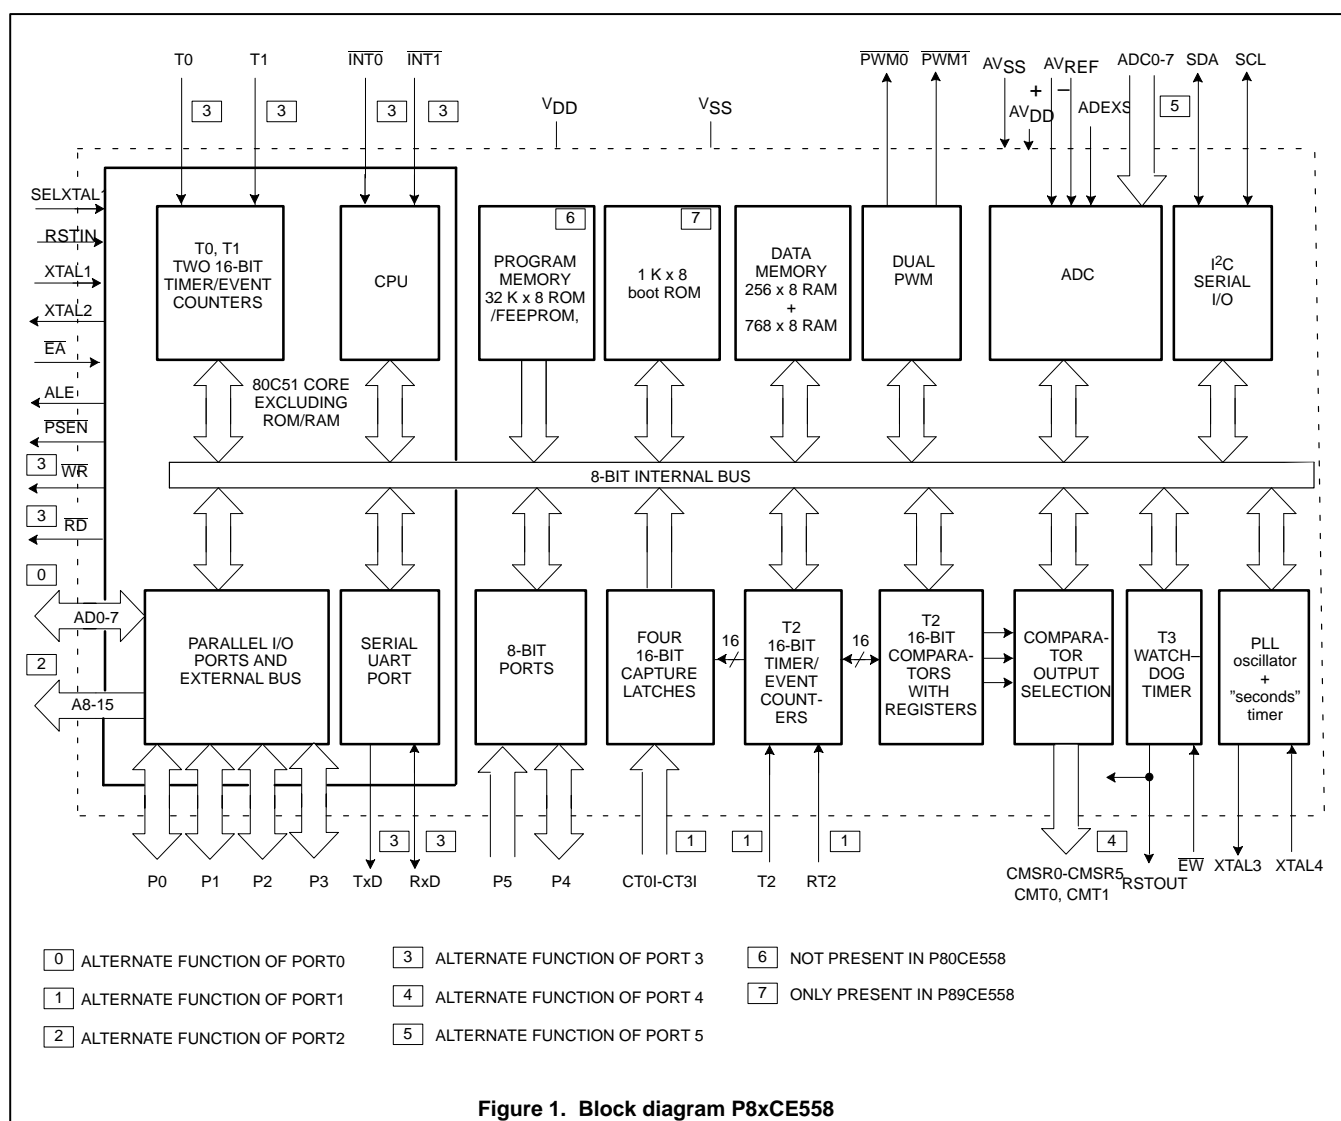 T0 T1 INT0 INT1 PWM0 PWM1 AVSS AVREF ADC0-7 SDA SCL
+ −
3 3 3 3 VDD VSS AVDD ADEXS 5
SELXTAL1
RSTIN
XTAL1
XTAL2
EA
ALE
PSEN
3 WR
3 RD
0
AD0-7
2
A8-15
T0, T1
TWO 16-BIT
TIMER/EVENT
COUNTERS
CPU
80C51 CORE
EXCLUDING
ROM/RAM
6
PROGRAM
MEMORY
32 K x 8 ROM
/FEEPROM,
7
1 K x 8
boot ROM
DATA
MEMORY
256 x 8 RAM
+
768 x 8 RAM
DUAL
PWM
ADC
I2C
SERIAL
I/O
8-BIT INTERNAL BUS
PARALLEL I/O
PORTS AND
EXTERNAL BUS
SERIAL
UART
PORT
8-BIT
PORTS
FOUR
16-BIT
CAPTURE
LATCHES
16
T2
16-BIT
TIMER/
EVENT
COUNT-
ERS
16
T2
16-BIT
COMPARA-
TORS
WITH
REGISTERS
COMPARA-
TOR
OUTPUT
SELECTION
T3
WATCH–
DOG
TIMER
PLL
oscillator
+
”seconds”
timer
3 3 1 1 1 4
P0 P1 P2 P3 TxD RxD P5 P4 CT0I-CT3I T2 RT2
CMSR0-CMSR5
CMT0, CMT1
RSTOUT
EW
XTAL3
XTAL4
0 ALTERNATE FUNCTION OF PORT0
1 ALTERNATE FUNCTION OF PORT1
2 ALTERNATE FUNCTION OF PORT2
3 ALTERNATE FUNCTION OF PORT 3
4 ALTERNATE FUNCTION OF PORT 4
5 ALTERNATE FUNCTION OF PORT 5
6 NOT PRESENT IN P80CE558
7 ONLY PRESENT IN P89CE558
Figure 1. Block diagram P8xCE558